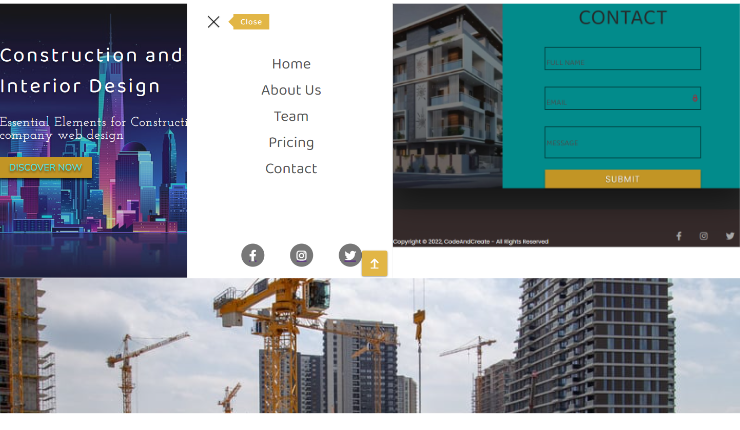 Construction and
Interior Design
Essential Elements for Constructi
company web design
DISCOVER NOW
Close
Home
About Us
Team
Pricing
Contact
CONTACT
FULL NAME
EMAIL
MESSAGE
SUBMIT
Copyright © 2022, CodeAndCreate - All Rights Reserved